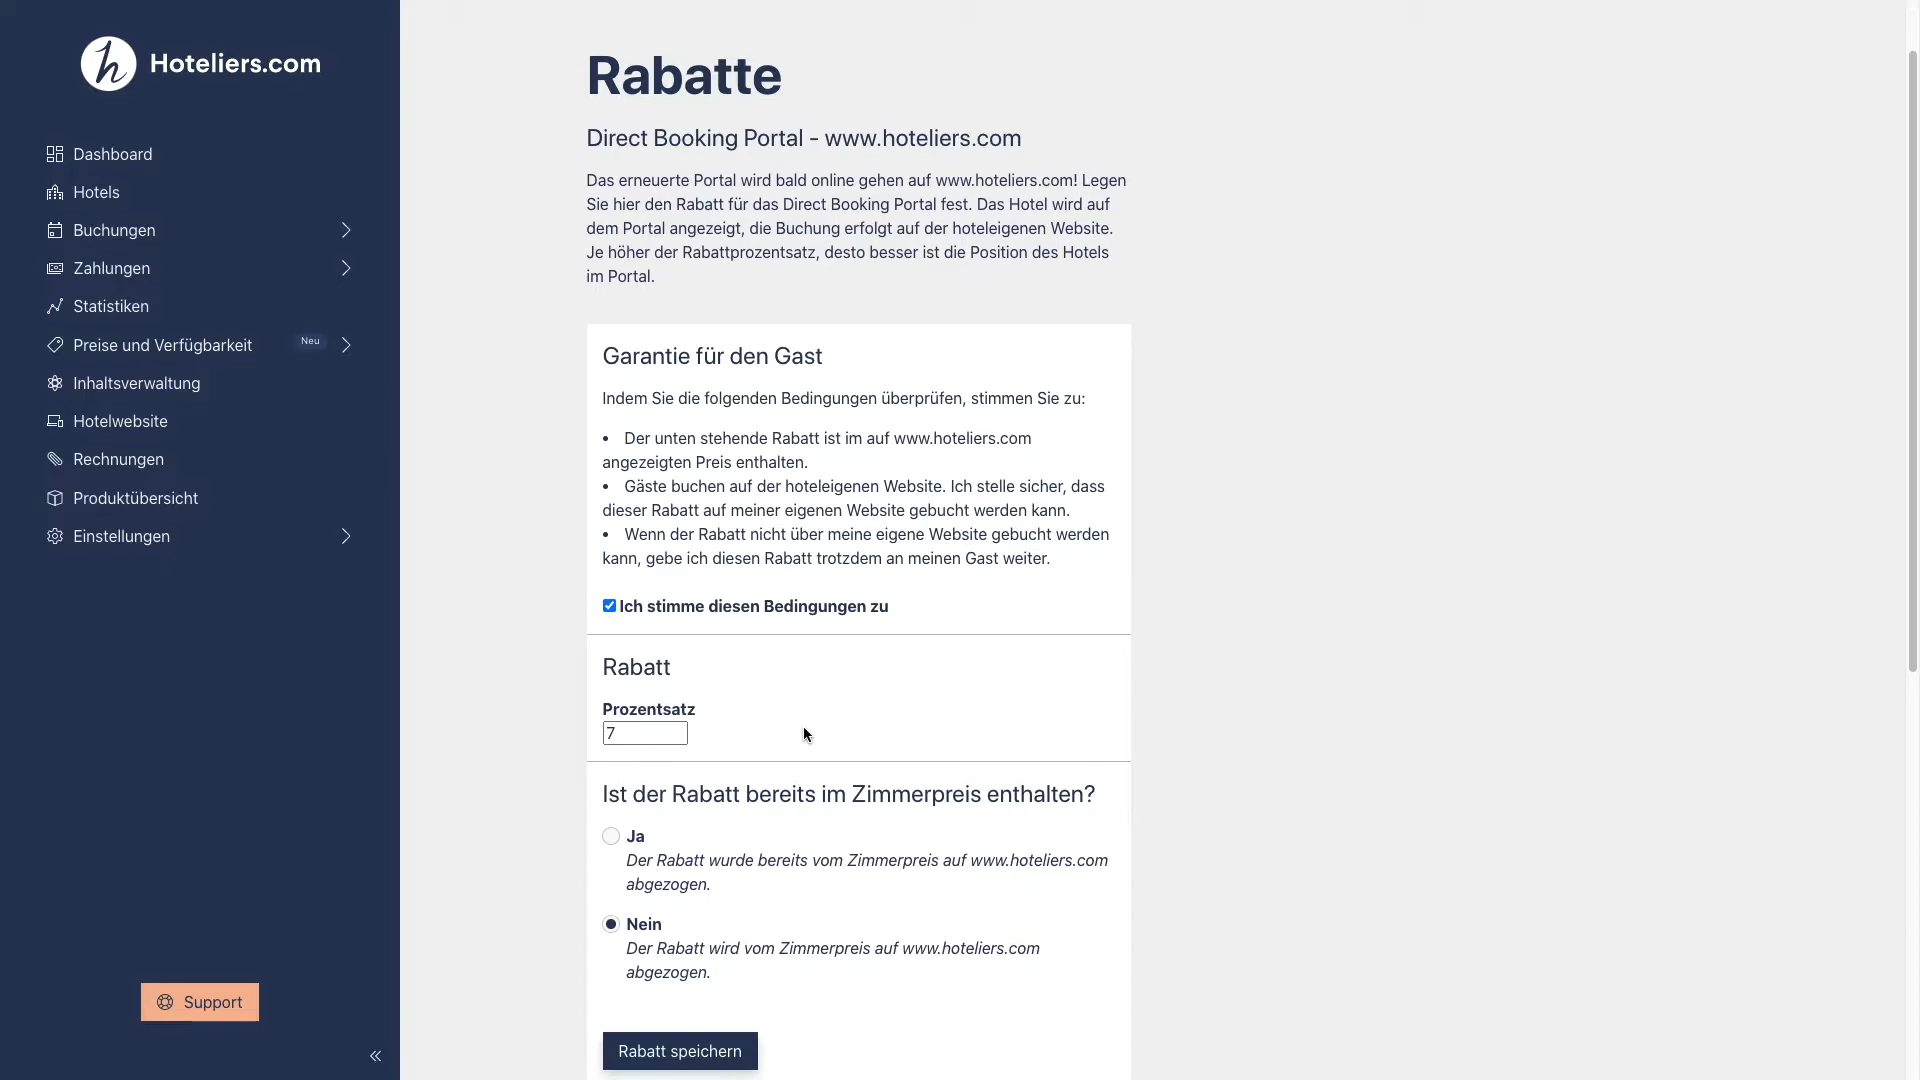 Hoteliers.com
Dashboard
Hotels
Buchungen
Zahlungen
Statistiken
Preise und Verfügbarkeit Neu
Inhaltsverwaltung
Hotelwebsite
Rechnungen
Produktübersicht
Einstellungen
Support
Rabatte
Direct Booking Portal - www.hoteliers.com
Das erneuerte Portal wird bald online gehen auf www.hoteliers.com! Legen
Sie hier den Rabatt für das Direct Booking Portal fest. Das Hotel wird auf
dem Portal angezeigt, die Buchung erfolgt auf der hoteleigenen Website.
Je höher der Rabattprozentsatz, desto besser ist die Position des Hotels
im Portal.
Garantie für den Gast
Indem Sie die folgenden Bedingungen überprüfen, stimmen Sie zu:
• Der unten stehende Rabatt ist im auf www.hoteliers.com
angezeigten Preis enthalten.
• Gäste buchen auf der hoteleigenen Website. Ich stelle sicher, dass
dieser Rabatt auf meiner eigenen Website gebucht werden kann.
• Wenn der Rabatt nicht über meine eigene Website gebucht werden
kann, gebe ich diesen Rabatt trotzdem an meinen Gast weiter.
Ich stimme diesen Bedingungen zu
Rabatt
Prozentsatz
7
Ist der Rabatt bereits im Zimmerpreis enthalten?
Ja
Der Rabatt wurde bereits vom Zimmerpreis auf www.hoteliers.com
abgezogen.
Nein
Der Rabatt wird vom Zimmerpreis auf www.hoteliers.com
abgezogen.
Rabatt speichern